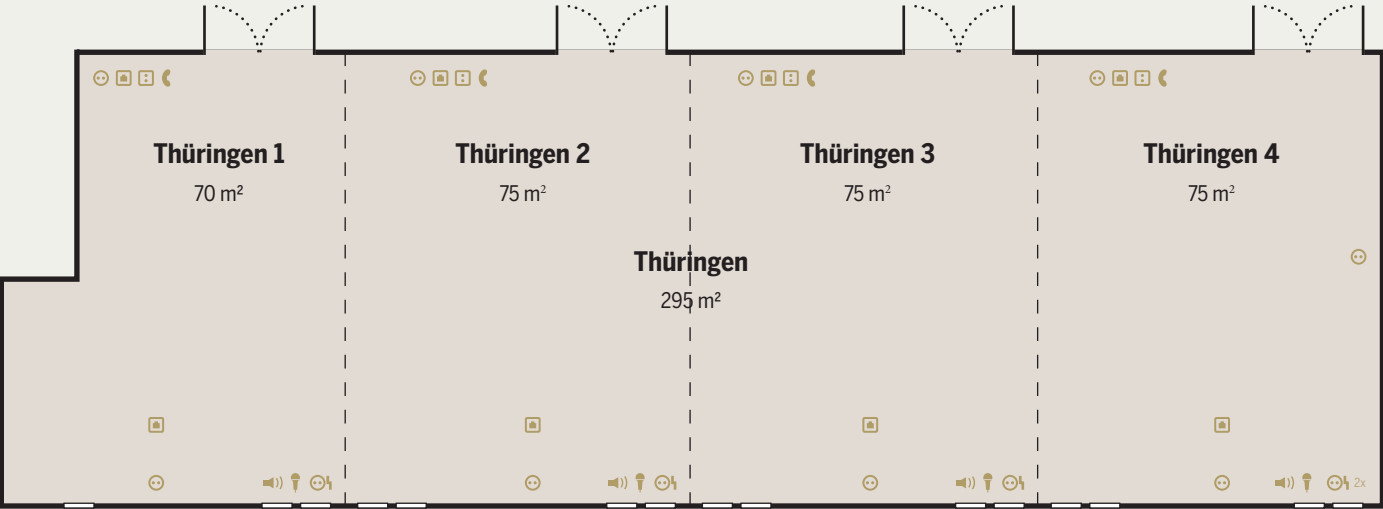 Thüringen 1
70 m²
Thüringen 2
75 m²
Thüringen 3
75 m²
Thüringen 4
75 m²
Thüringen
295 m²
2x